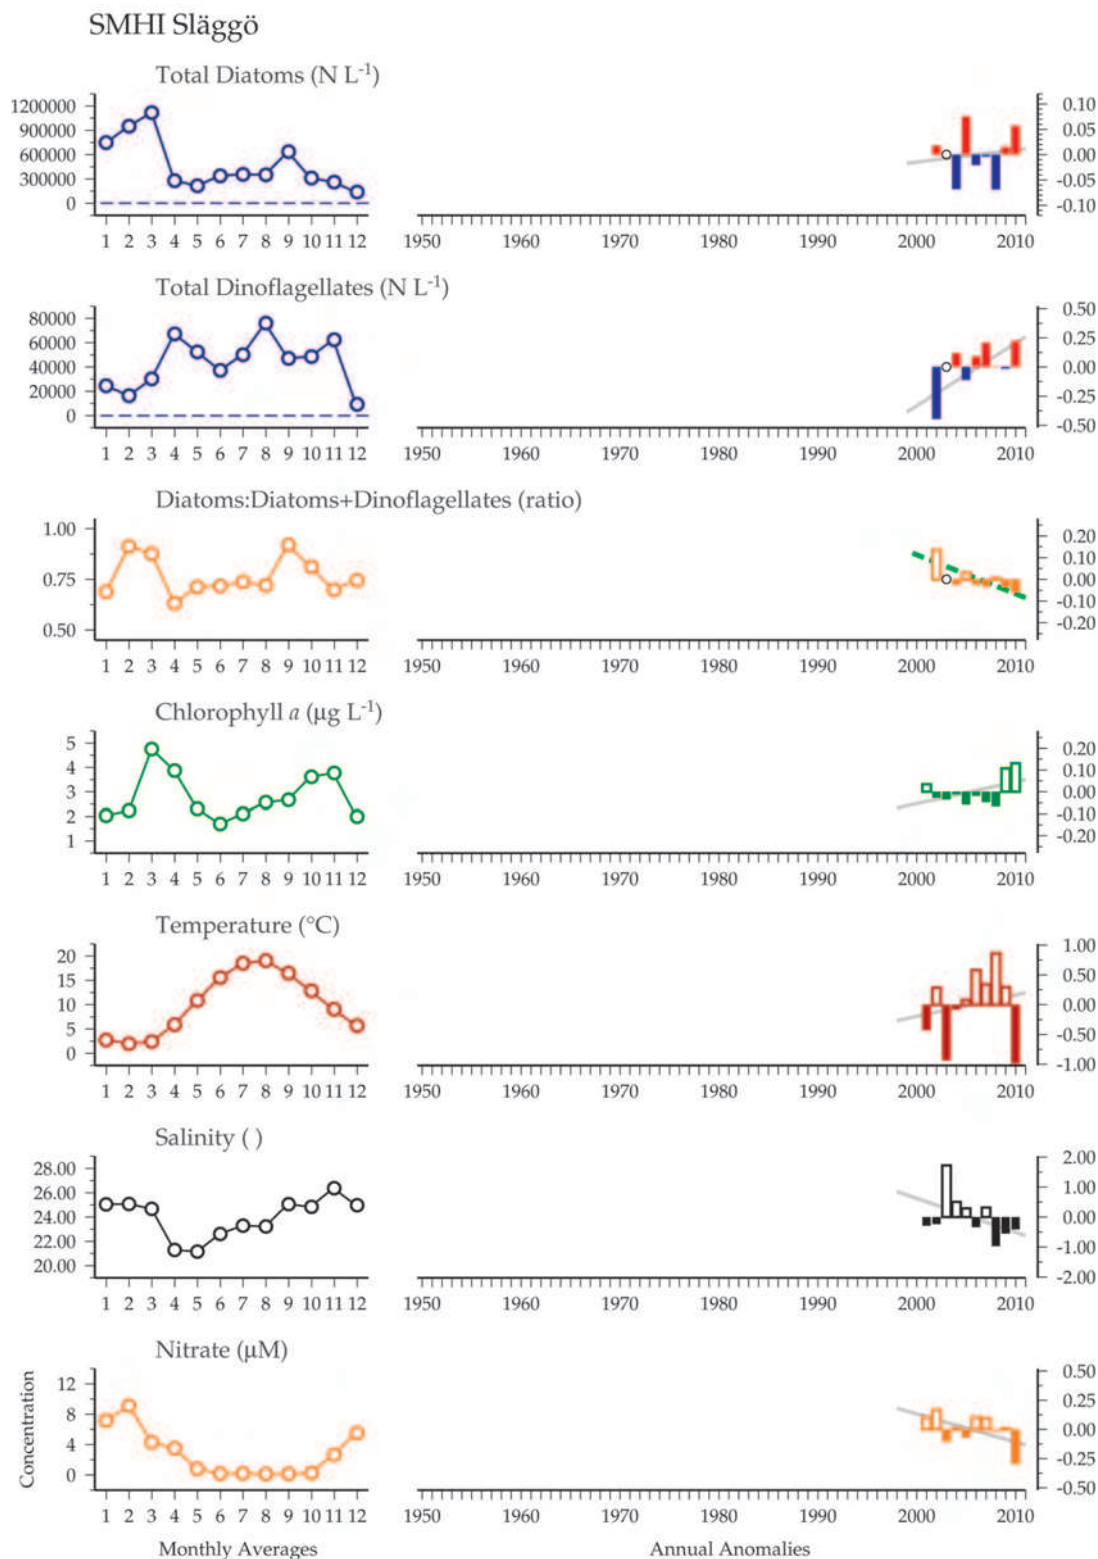 SMHI Släggö
Total Diatoms (N L-1)
1200000
900000
600000
300000
0
0.10
0.05
0.00
-0.05
-0.10
1 2 3 4 5 6 7 8 9 10 11 12
1950 1960 1970 1980 1990 2000 2010
Total Dinoflagellates (N L-1)
80000
60000
40000
20000
0
0.50
0.25
0.00
-0.25
-0.50
1 2 3 4 5 6 7 8 9 10 11 12
1950 1960 1970 1980 1990 2000 2010
Diatoms:Diatoms+Dinoflagellates (ratio)
1.00
0.75
0.50
0.20
0.10
0.00
-0.10
-0.20
1 2 3 4 5 6 7 8 9 10 11 12
1950 1960 1970 1980 1990 2000 2010
Chlorophyll a (µg L-1)
5
4
3
2
1
0.20
0.10
0.00
-0.10
-0.20
1 2 3 4 5 6 7 8 9 10 11 12
1950 1960 1970 1980 1990 2000 2010
Temperature (°C)
20
15
10
5
0
1.00
0.50
0.00
-0.50
-1.00
1 2 3 4 5 6 7 8 9 10 11 12
1950 1960 1970 1980 1990 2000 2010
Salinity ( )
28.00
26.00
24.00
22.00
20.00
2.00
1.00
0.00
-1.00
-2.00
1 2 3 4 5 6 7 8 9 10 11 12
1950 1960 1970 1980 1990 2000 2010
Nitrate (µM)
Concentration
12
8
4
0
0.50
0.25
0.00
-0.25
-0.50
1 2 3 4 5 6 7 8 9 10 11 12
1950 1960 1970 1980 1990 2000 2010
Monthly Averages
Annual Anomalies